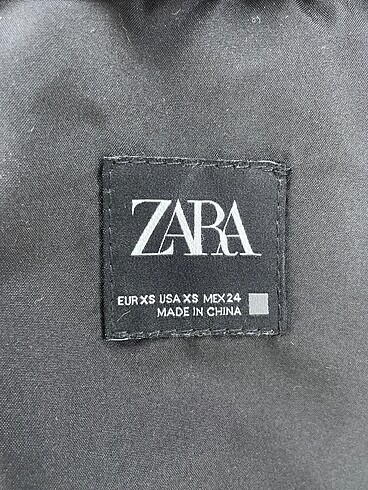 ZARA
EUR XS USA XS MEX 24
MADE IN CHINA